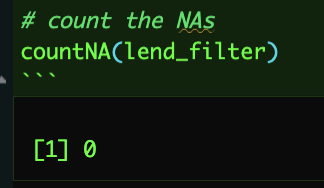 # count the NAs
countNA(lend_filter)
```
[1] 0